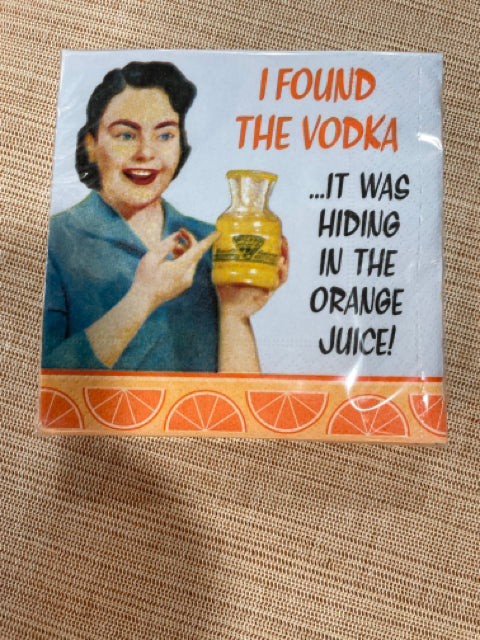 I FOUND
THE VODKA
...IT WAS
HIDING
IN THE
ORANGE
JUICE!